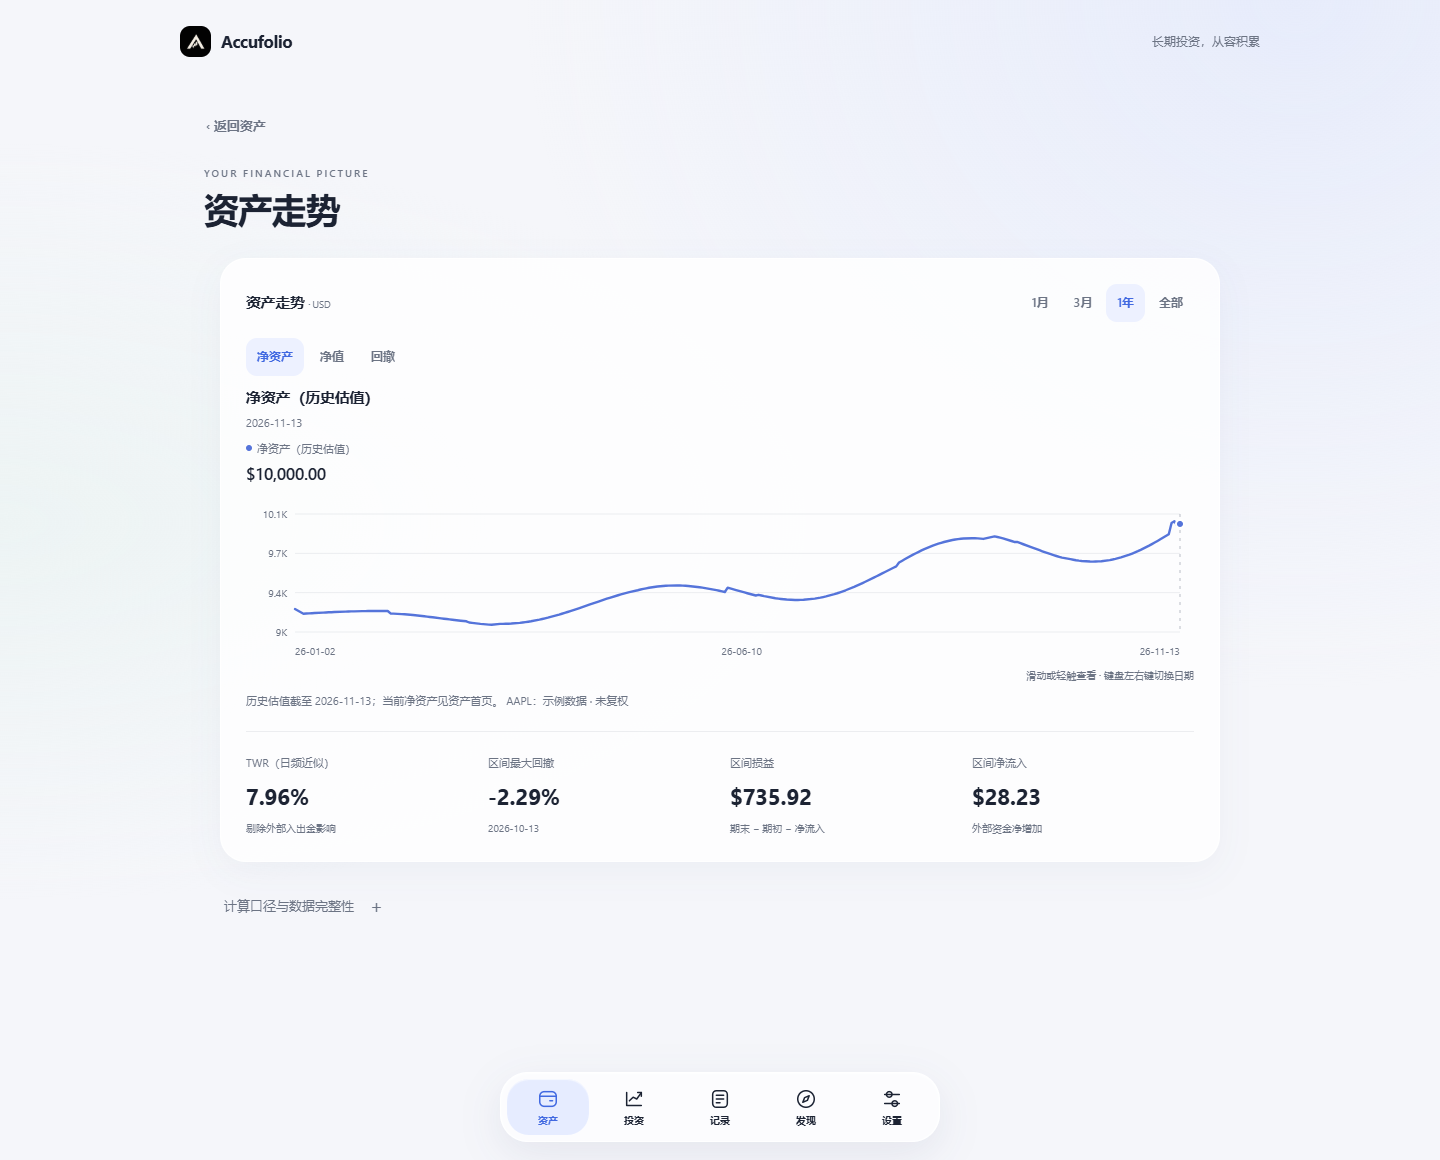 Accufolio
长期投资，从容积累
‹ 返回资产
YOUR FINANCIAL PICTURE
资产走势
资产走势 · USD
1月 3月 1年 全部
净资产 净值 回撤
净资产（历史估值）
2026-11-13
净资产（历史估值）
$10,000.00
10.1K
9.7K
9.4K
9K
26-01-02 26-06-10 26-11-13
滑动或轻触查看 · 键盘左右键切换日期
历史估值截至 2026-11-13；当前净资产见资产首页。 AAPL：示例数据 · 未复权
TWR（日频近似） 区间最大回撤 区间损益 区间净流入
7.96% -2.29% $735.92 $28.23
剔除外部入出金影响 2026-10-13 期末 − 期初 − 净流入 外部资金净增加
计算口径与数据完整性 +
资产 投资 记录 发现 设置